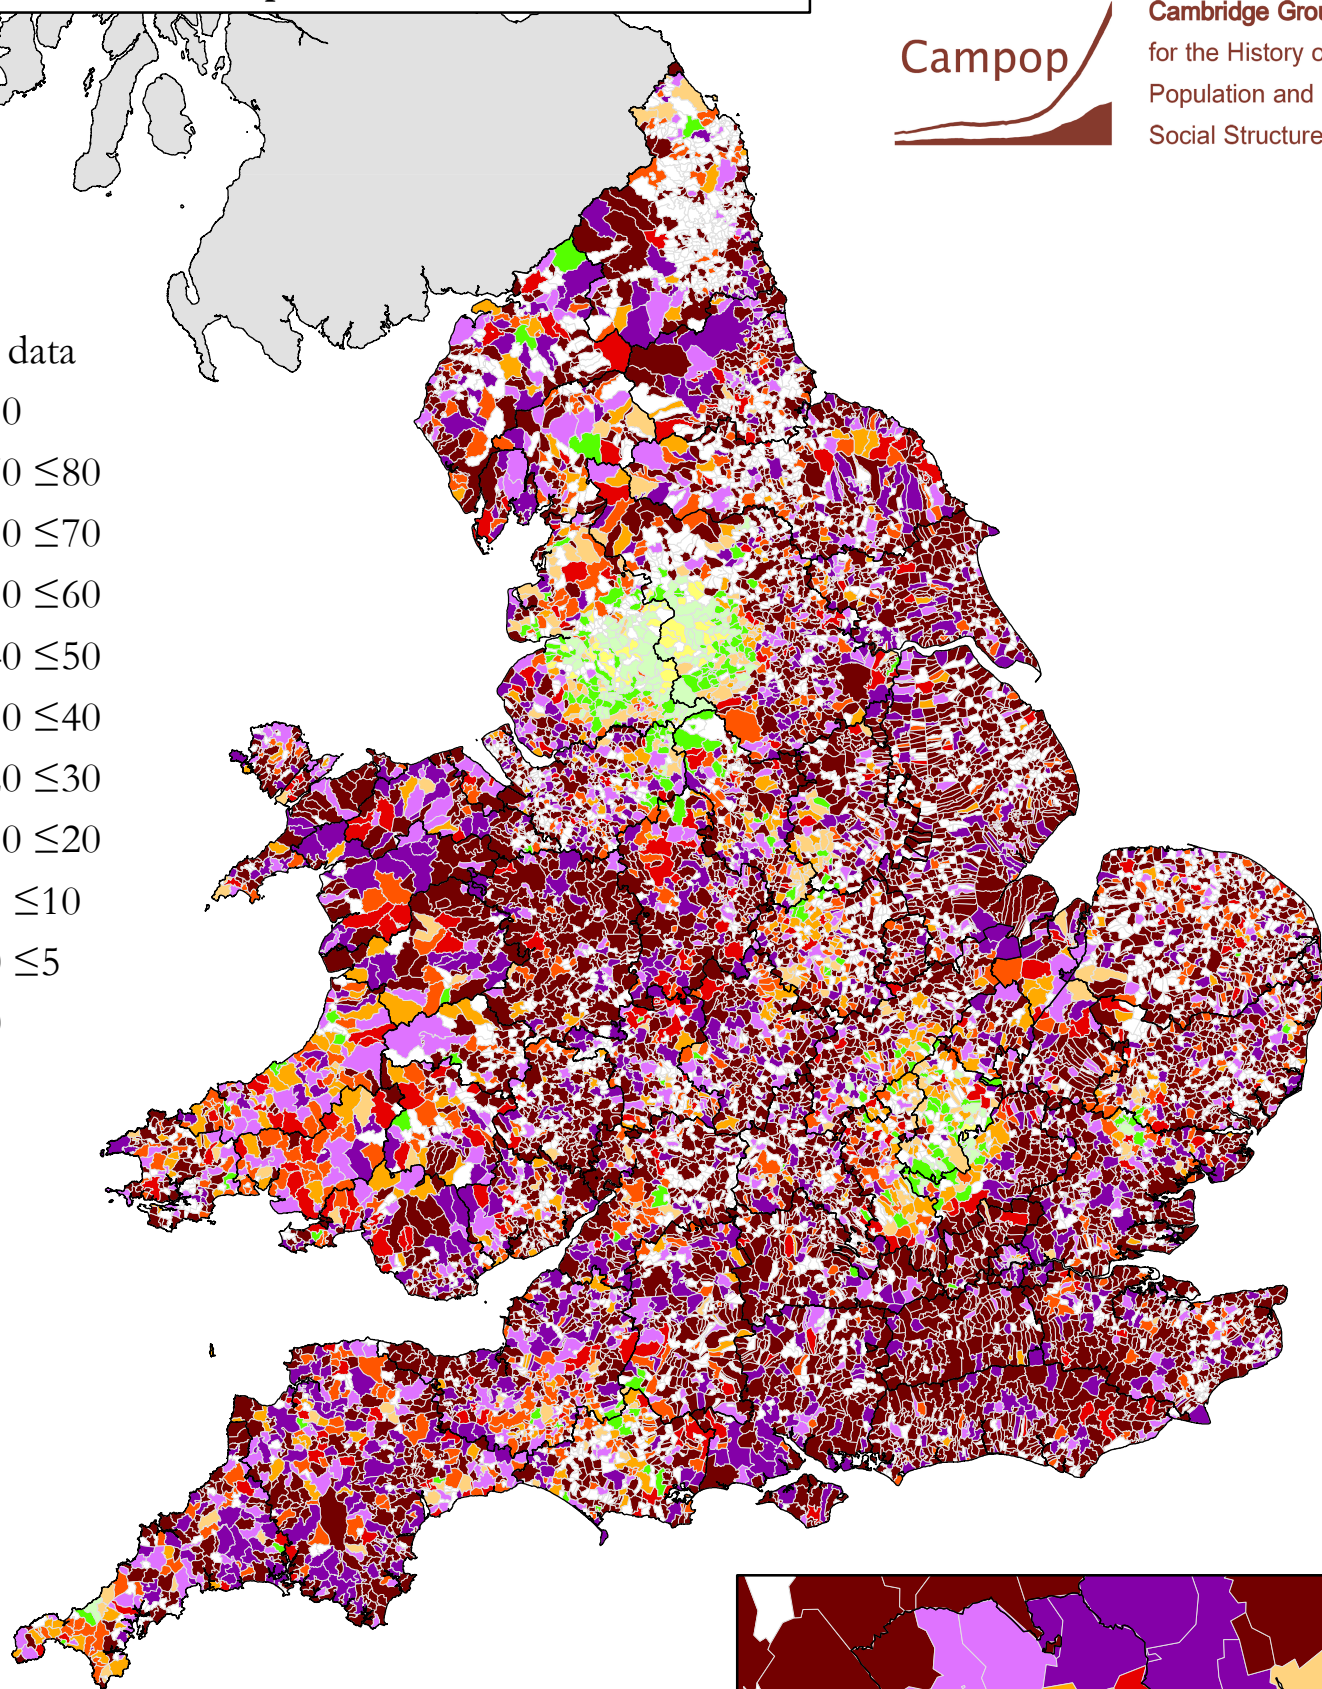 Campop
Cambridge
for the History
Population and
Social Structure
data
0
0 ≤80
0 ≤70
0 ≤60
0 ≤50
0 ≤40
0 ≤30
0 ≤20
≤10
≤5